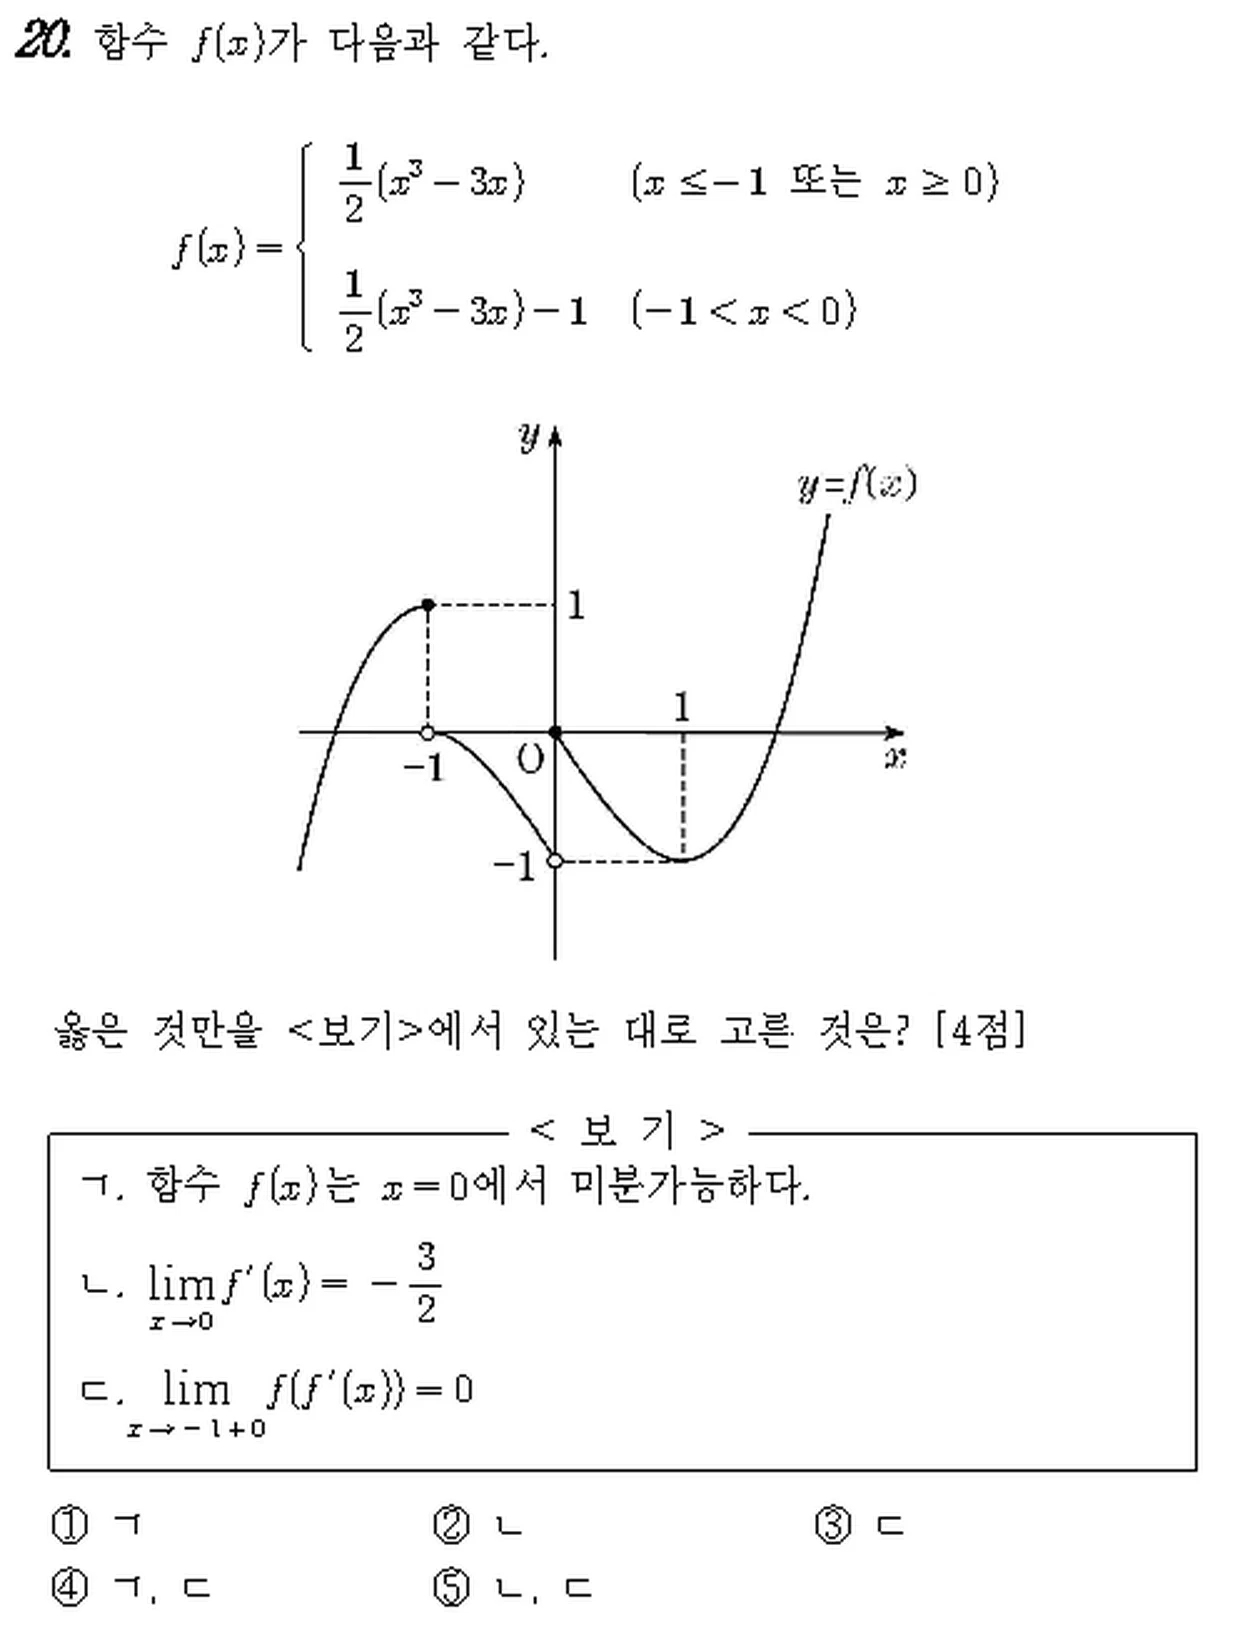 20. 함수 f(x)가 다음과 같다.
f(x) = { 1/2(x³ − 3x) (x ≤ −1 또는 x ≥ 0)
1/2(x³ − 3x) − 1 (−1 < x < 0)
y
y=f(x)
1
1
−1
O
x
−1
옳은 것만을 <보기>에서 있는 대로 고른 것은? [4점]
< 보 기 >
ㄱ. 함수 f(x)는 x = 0에서 미분가능하다.
ㄴ. lim x→0 f′(x) = − 3/2
ㄷ. lim x→−1+0 f(f′(x)) = 0
① ㄱ ② ㄴ ③ ㄷ
④ ㄱ, ㄷ ⑤ ㄴ, ㄷ